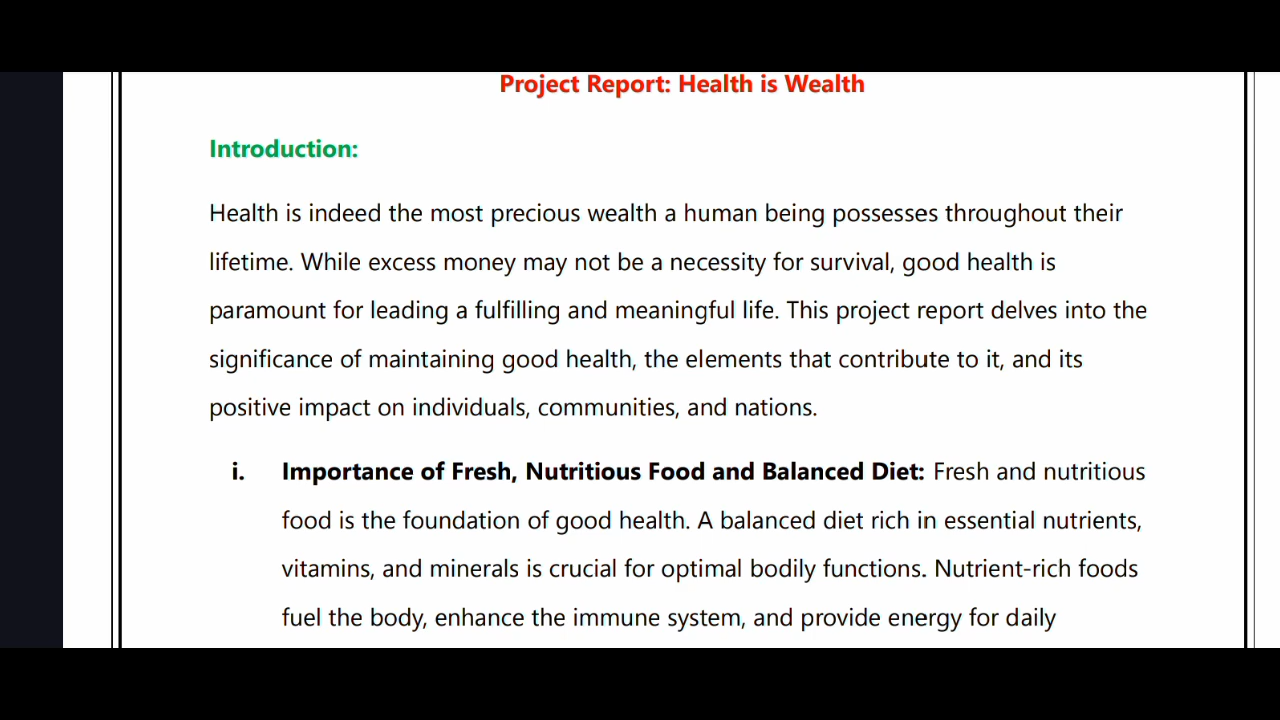 Project Report: Health is Wealth
Introduction:
Health is indeed the most precious wealth a human being possesses throughout their
lifetime. While excess money may not be a necessity for survival, good health is
paramount for leading a fulfilling and meaningful life. This project report delves into the
significance of maintaining good health, the elements that contribute to it, and its
positive impact on individuals, communities, and nations.
i. Importance of Fresh, Nutritious Food and Balanced Diet: Fresh and nutritious
food is the foundation of good health. A balanced diet rich in essential nutrients,
vitamins, and minerals is crucial for optimal bodily functions. Nutrient-rich foods
fuel the body, enhance the immune system, and provide energy for daily